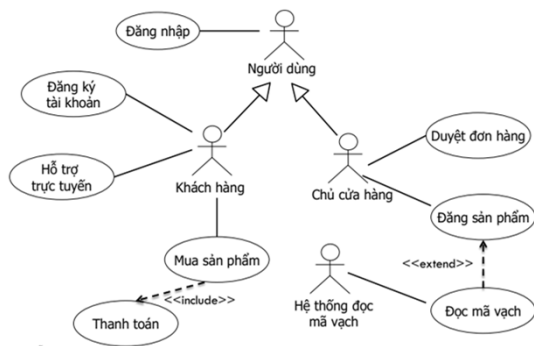 Đăng nhập
Người dùng
Đăng ký
tài khoản
Hỗ trợ
trực tuyến
Khách hàng
Chủ cửa hàng
Duyệt đơn hàng
Đăng sản phẩm
Mua sản phẩm
<<include>>
Thanh toán
Hệ thống đọc
mã vạch
<<extend>>
Đọc mã vạch